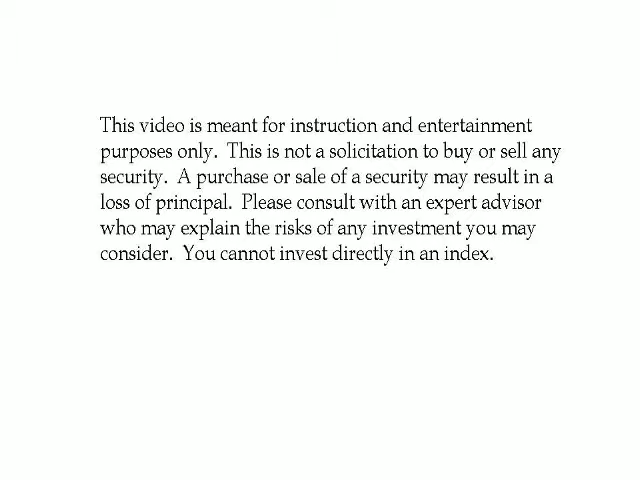 This video is meant for instruction and entertainment
purposes only.  This is not a solicitation to buy or sell any
security.  A purchase or sale of a security may result in a
loss of principal.  Please consult with an expert advisor
who may explain the risks of any investment you may
consider.  You cannot invest directly in an index.